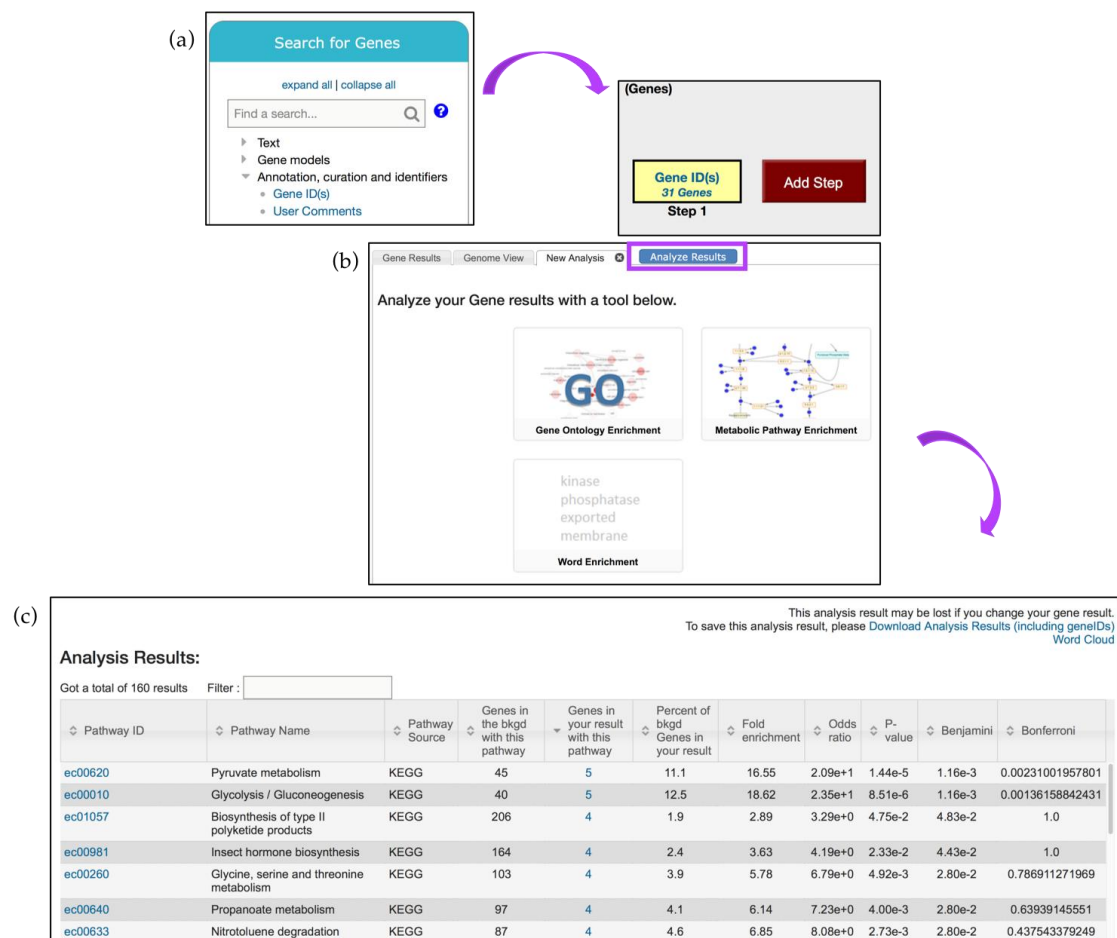 (a)
Search for Genes
expand all | collapse all
Find a search...
?
Text
Gene models
Annotation, curation and identifiers
Gene ID(s)
User Comments
(Genes)
Gene ID(s)
31 Genes
Step 1
Add Step
(b)
Gene Results Genome View New Analysis Analyze Results
Analyze your Gene results with a tool below.
GO
Gene Ontology Enrichment
Metabolic Pathway Enrichment
kinase
phosphatase
exported
membrane
Word Enrichment
(c)
This analysis result may be lost if you change your gene result.
To save this analysis result, please Download Analysis Results (including geneIDs)
Word Cloud
Analysis Results:
Got a total of 160 results Filter :
Pathway ID Pathway Name Pathway Source Genes in the bkgd with this pathway Genes in your result with this pathway Percent of bkgd Genes in your result Fold enrichment Odds ratio P-value Benjamini Bonferroni
ec00620 Pyruvate metabolism KEGG 45 5 11.1 16.55 2.09e+1 1.44e-5 1.16e-3 0.00231001957801
ec00010 Glycolysis / Gluconeogenesis KEGG 40 5 12.5 18.62 2.35e+1 8.51e-6 1.16e-3 0.00136158842431
ec01057 Biosynthesis of type II polyketide products KEGG 206 4 1.9 2.89 3.29e+0 4.75e-2 4.83e-2 1.0
ec00981 Insect hormone biosynthesis KEGG 164 4 2.4 3.63 4.19e+0 2.33e-2 4.43e-2 1.0
ec00260 Glycine, serine and threonine metabolism KEGG 103 4 3.9 5.78 6.79e+0 4.92e-3 2.80e-2 0.786911271969
ec00640 Propanoate metabolism KEGG 97 4 4.1 6.14 7.23e+0 4.00e-3 2.80e-2 0.63939145551
ec00633 Nitrotoluene degradation KEGG 87 4 4.6 6.85 8.08e+0 2.73e-3 2.80e-2 0.437543379249